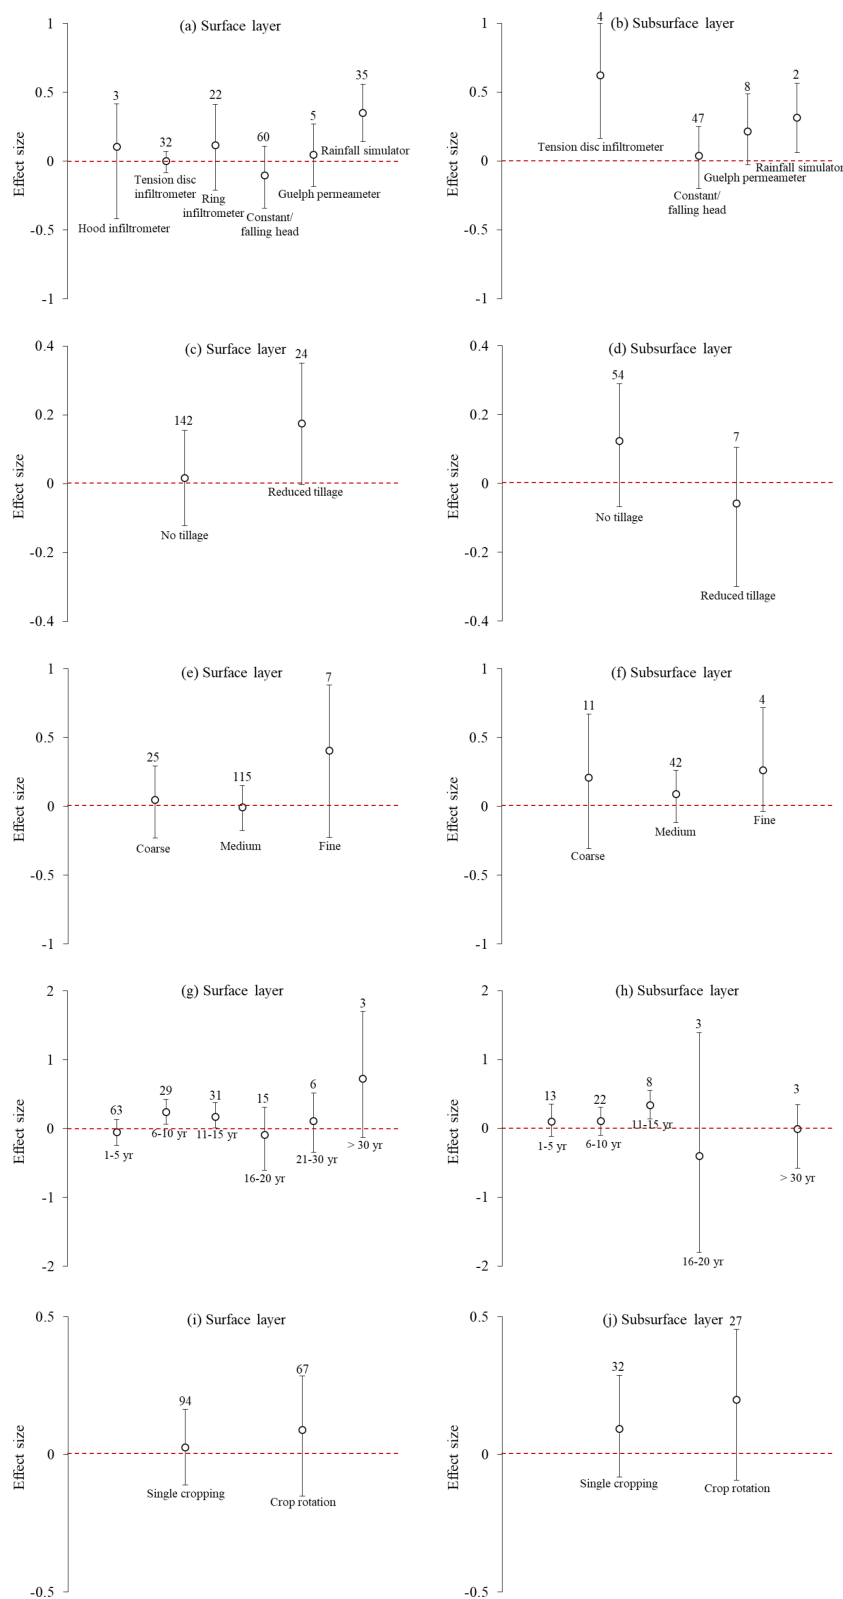 (a) Surface layer
1
0.5
0
-0.5
-1
Effect size
3
32
22
60
5
35
Hood infiltrometer
Tension disc
infiltrometer
Ring
infiltrometer
Constant/
falling head
Guelph permeameter
Rainfall simulator
(b) Subsurface layer
1
0.5
0
-0.5
-1
Effect size
4
47
8
2
Tension disc infiltrometer
Constant/
falling head
Guelph permeameter
Rainfall simulator
(c) Surface layer
0.4
0.2
0
-0.2
-0.4
Effect size
142
24
No tillage
Reduced tillage
(d) Subsurface layer
0.4
0.2
0
-0.2
-0.4
Effect size
54
7
No tillage
Reduced tillage
(e) Surface layer
1
0.5
0
-0.5
-1
Effect size
25
115
7
Coarse
Medium
Fine
(f) Subsurface layer
1
0.5
0
-0.5
-1
Effect size
11
42
4
Coarse
Medium
Fine
(g) Surface layer
2
1
0
-1
-2
Effect size
63
29
31
15
6
3
1-5 yr
6-10 yr
11-15 yr
16-20 yr
21-30 yr
> 30 yr
(h) Subsurface layer
2
1
0
-1
-2
Effect size
13
22
8
3
3
1-5 yr
6-10 yr
11-15 yr
16-20 yr
> 30 yr
(i) Surface layer
0.5
0
-0.5
Effect size
94
67
Single cropping
Crop rotation
(j) Subsurface layer
0.5
0
-0.5
Effect size
32
27
Single cropping
Crop rotation